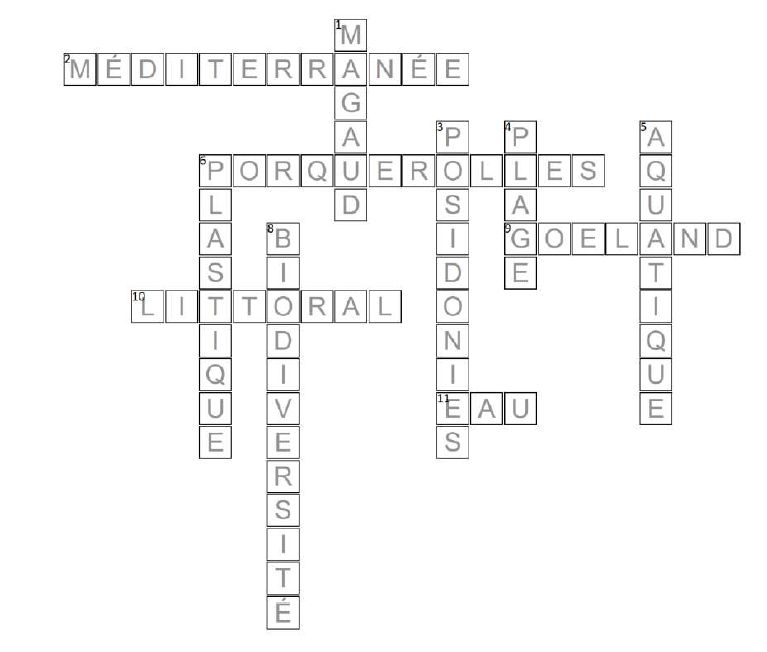 1 MAGAUD
2 MÉDITERRANÉE
3 POSIDONIES
4 PLAGE
5 AQUATIQUE
6 PORQUEROLLES
PLASTIQUE
8 BIODIVERSITÉ
9 GOELAND
10 LITTORAL
11 EAU